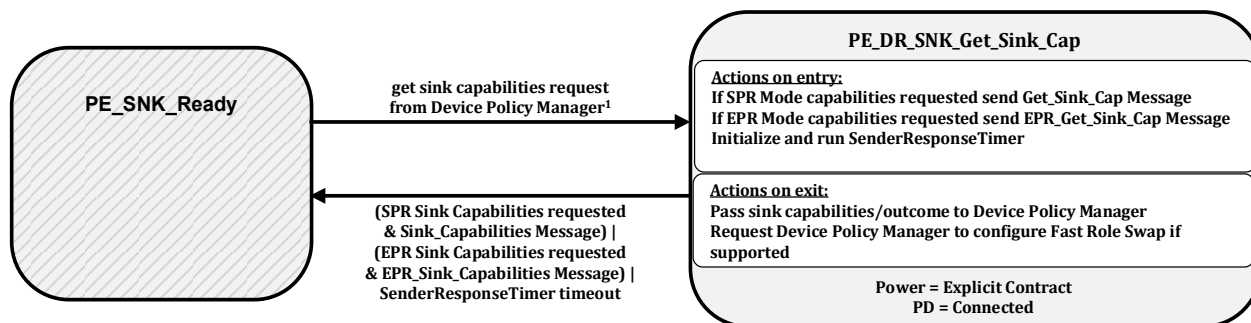 PE_SNK_Ready
get sink capabilities request
from Device Policy Manager¹
(SPR Sink Capabilities requested
& Sink_Capabilities Message) |
(EPR Sink Capabilities requested
& EPR_Sink_Capabilities Message) |
SenderResponseTimer timeout
PE_DR_SNK_Get_Sink_Cap
Actions on entry:
If SPR Mode capabilities requested send Get_Sink_Cap Message
If EPR Mode capabilities requested send EPR_Get_Sink_Cap Message
Initialize and run SenderResponseTimer
Actions on exit:
Pass sink capabilities/outcome to Device Policy Manager
Request Device Policy Manager to configure Fast Role Swap if
supported
Power = Explicit Contract
PD = Connected